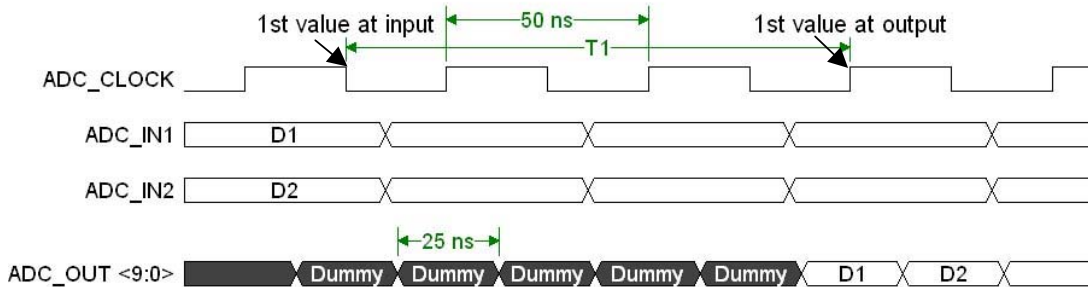 1st value at input
50 ns
1st value at output
T1
ADC_CLOCK
ADC_IN1 D1
ADC_IN2 D2
25 ns
ADC_OUT <9:0> Dummy Dummy Dummy Dummy Dummy D1 D2